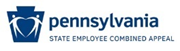 pennsylvania
STATE EMPLOYEE COMBINED APPEAL